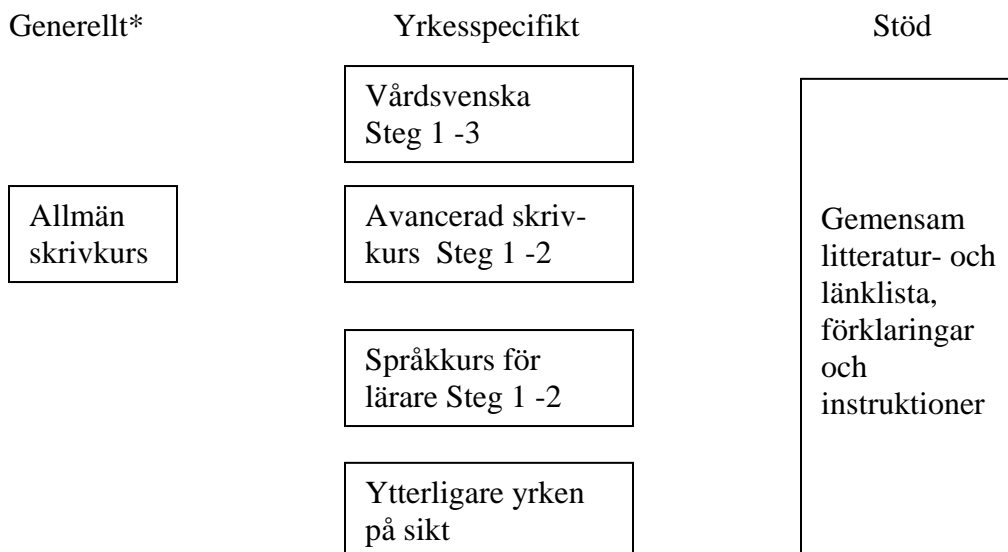 Generellt* Yrkesspecifikt Stöd
Vårdsvenska
Steg 1 -3
Allmän
skrivkurs
Avancerad skriv-
kurs Steg 1 -2
Språkkurs för
lärare Steg 1 -2
Ytterligare yrken
på sikt
Gemensam
litteratur- och
länklista,
förklaringar
och
instruktioner